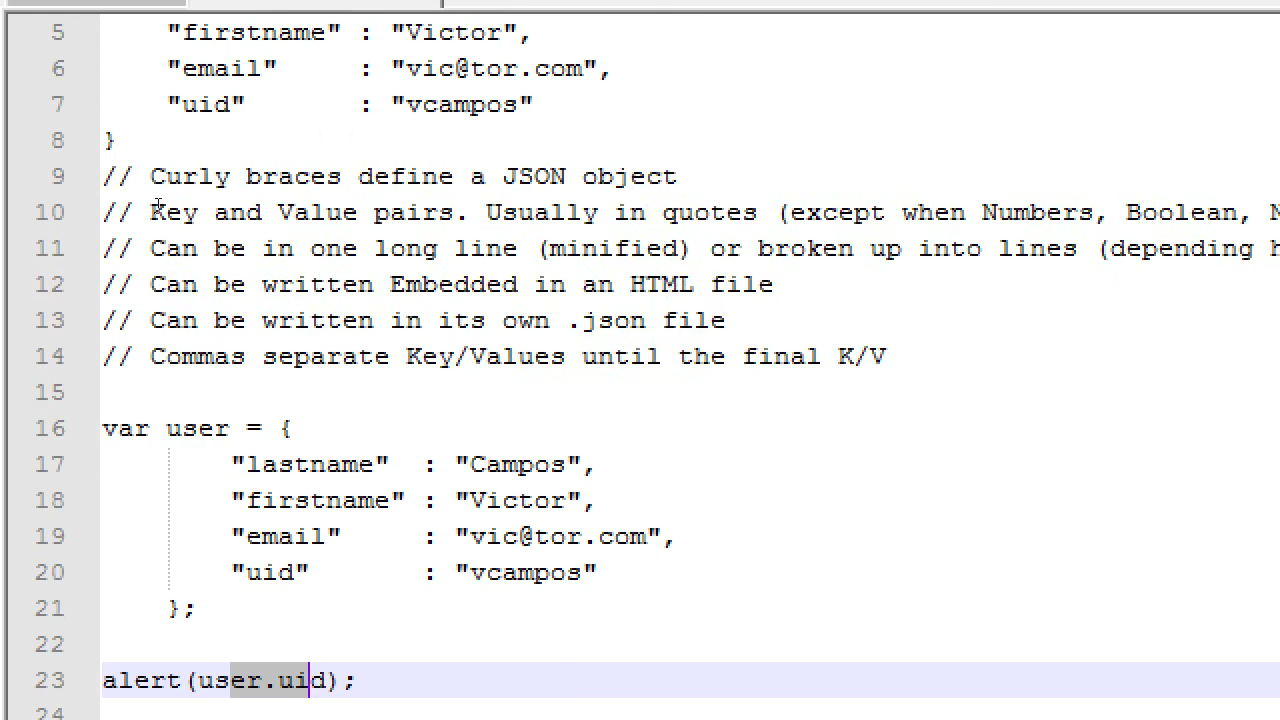 5 "firstname" : "Victor",
6 "email" : "vic@tor.com",
7 "uid" : "vcampos"
8 }
9 // Curly braces define a JSON object
10 // Key and Value pairs. Usually in quotes (except when Numbers, Boolean, N
11 // Can be in one long line (minified) or broken up into lines (depending h
12 // Can be written Embedded in an HTML file
13 // Can be written in its own .json file
14 // Commas separate Key/Values until the final K/V
15
16 var user = {
17 "lastname" : "Campos",
18 "firstname" : "Victor",
19 "email" : "vic@tor.com",
20 "uid" : "vcampos"
21 };
22
23 alert(user.uid);
24